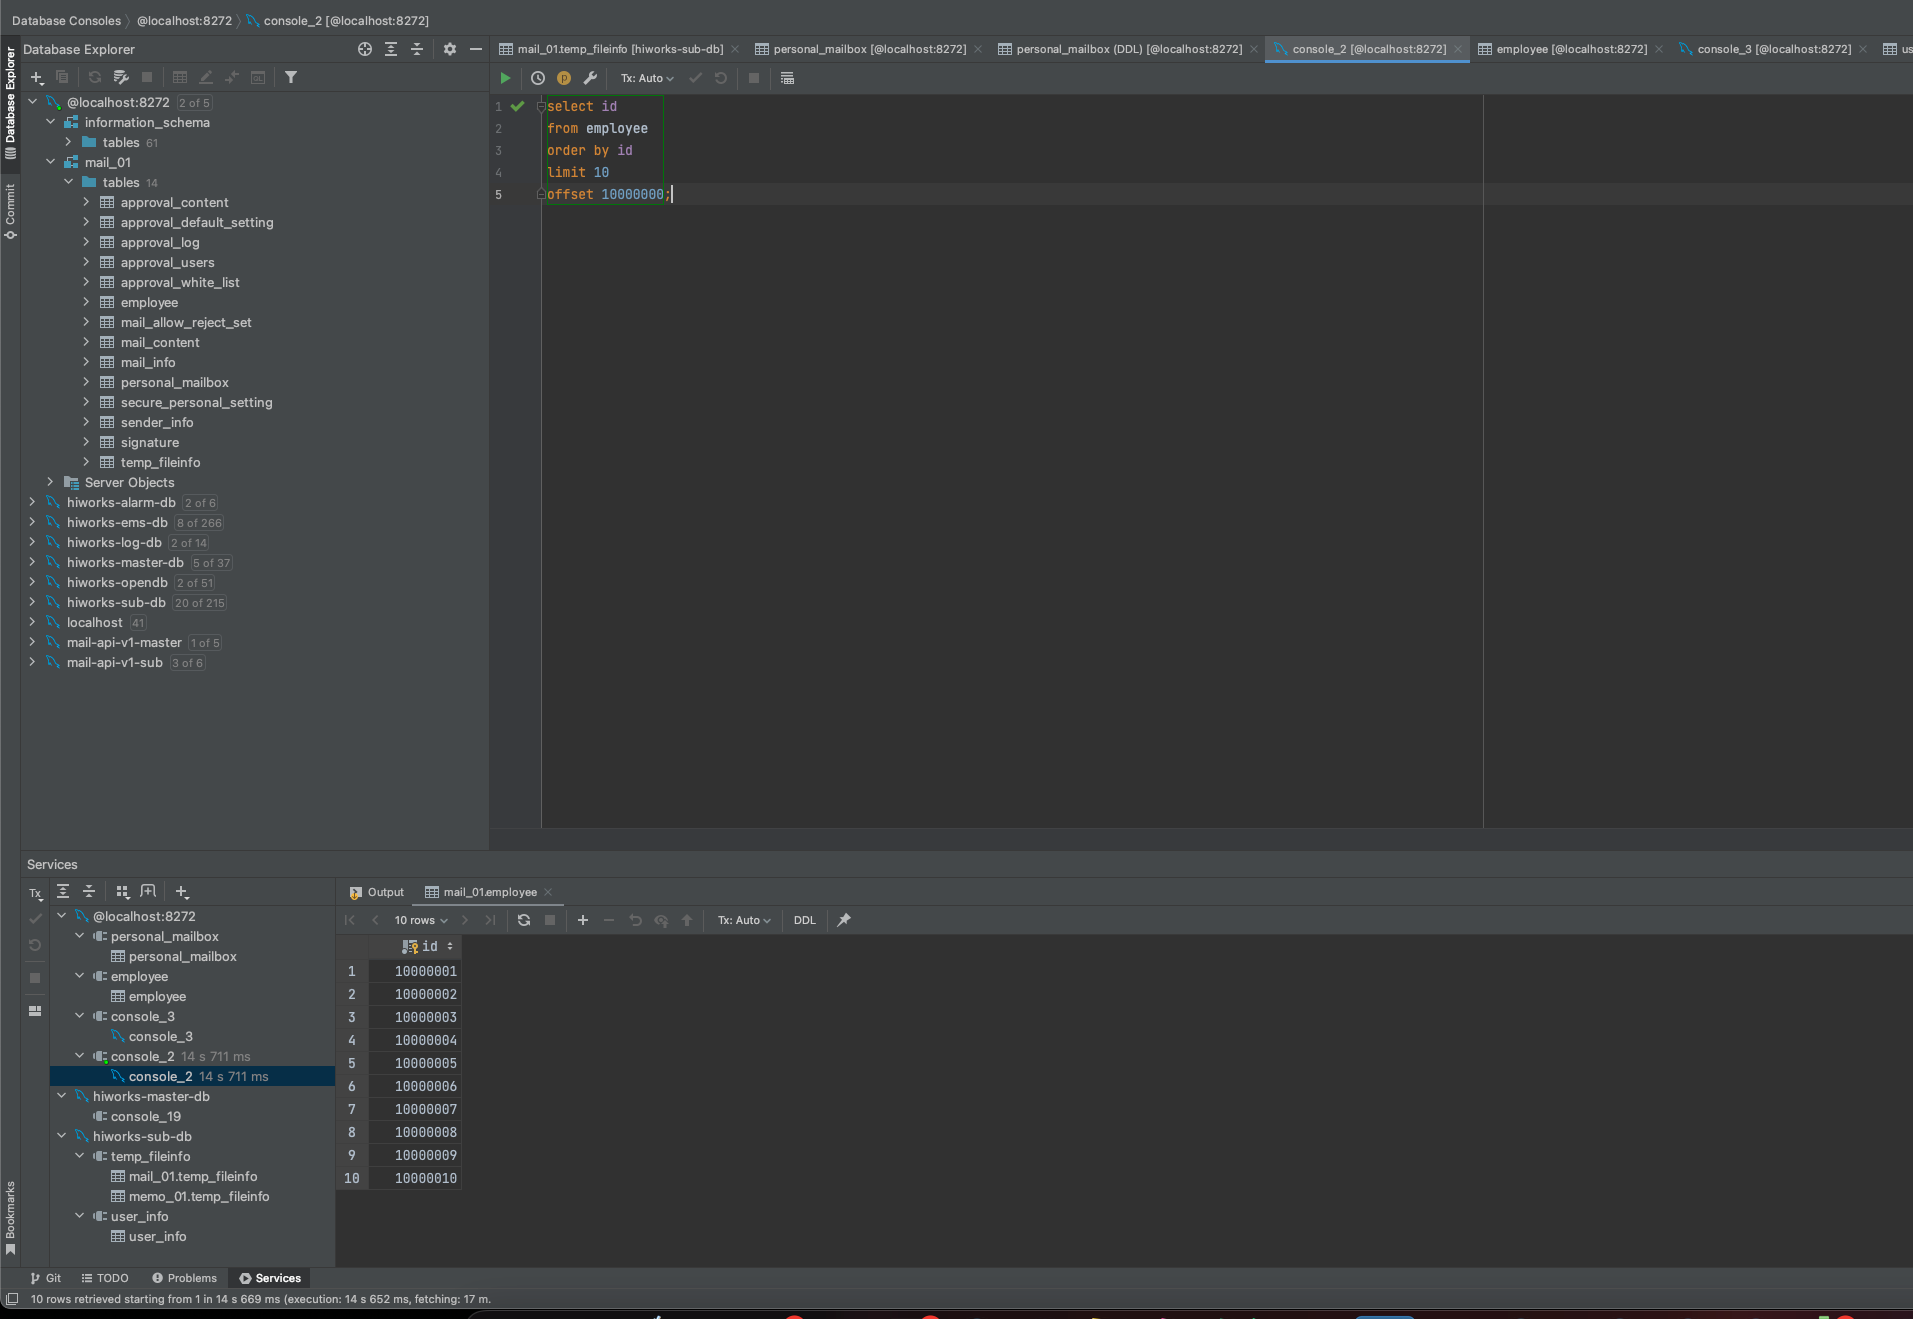 Database Consoles
@localhost:8272
console_2 [@localhost:8272]
Database Explorer
Database Explorer
Commit
Bookmarks
@localhost:8272 2 of 5
information_schema
tables 61
mail_01
tables 14
approval_content
approval_default_setting
approval_log
approval_users
approval_white_list
employee
mail_allow_reject_set
mail_content
mail_info
personal_mailbox
secure_personal_setting
sender_info
signature
temp_fileinfo
Server Objects
hiworks-alarm-db 2 of 6
hiworks-ems-db 8 of 266
hiworks-log-db 2 of 14
hiworks-master-db 5 of 37
hiworks-opendb 2 of 51
hiworks-sub-db 20 of 215
localhost 41
mail-api-v1-master 1 of 5
mail-api-v1-sub 3 of 6
mail_01.temp_fileinfo [hiworks-sub-db]
personal_mailbox [@localhost:8272]
personal_mailbox (DDL) [@localhost:8272]
console_2 [@localhost:8272]
employee [@localhost:8272]
console_3 [@localhost:8272]
us
Tx: Auto
1 select id
2 from employee
3 order by id
4 limit 10
5 offset 10000000;
Services
Tx
@localhost:8272
personal_mailbox
personal_mailbox
employee
employee
console_3
console_3
console_2 14 s 711 ms
console_2 14 s 711 ms
hiworks-master-db
console_19
hiworks-sub-db
temp_fileinfo
mail_01.temp_fileinfo
memo_01.temp_fileinfo
user_info
user_info
Output
mail_01.employee
10 rows
Tx: Auto
DDL
id
1 10000001
2 10000002
3 10000003
4 10000004
5 10000005
6 10000006
7 10000007
8 10000008
9 10000009
10 10000010
Git
TODO
Problems
Services
10 rows retrieved starting from 1 in 14 s 669 ms (execution: 14 s 652 ms, fetching: 17 m.